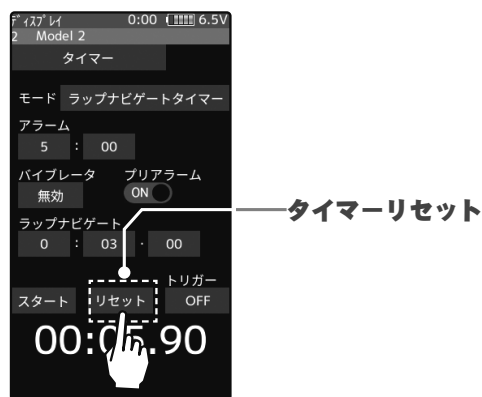 ディスプレイ 0:00 6.5V
2 Model 2
タイマー
モード ラップナビゲートタイマー
アラーム
5 : 00
バイブレータ プリアラーム
無効 ON
ラップナビゲート
0 : 03 . 00
タイマーリセット
トリガー
スタート リセット OFF
00:05.90